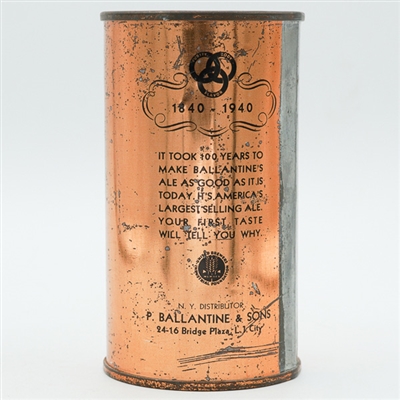 1840 - 1940
IT TOOK 100 YEARS TO
MAKE BALLANTINE'S
ALE AS GOOD AS IT IS
TODAY. IT'S AMERICA'S
LARGEST SELLING ALE.
YOUR FIRST TASTE
WILL TELL YOU WHY.
N. Y. DISTRIBUTOR
P. BALLANTINE & SONS
24-16 Bridge Plaza, L. I. City